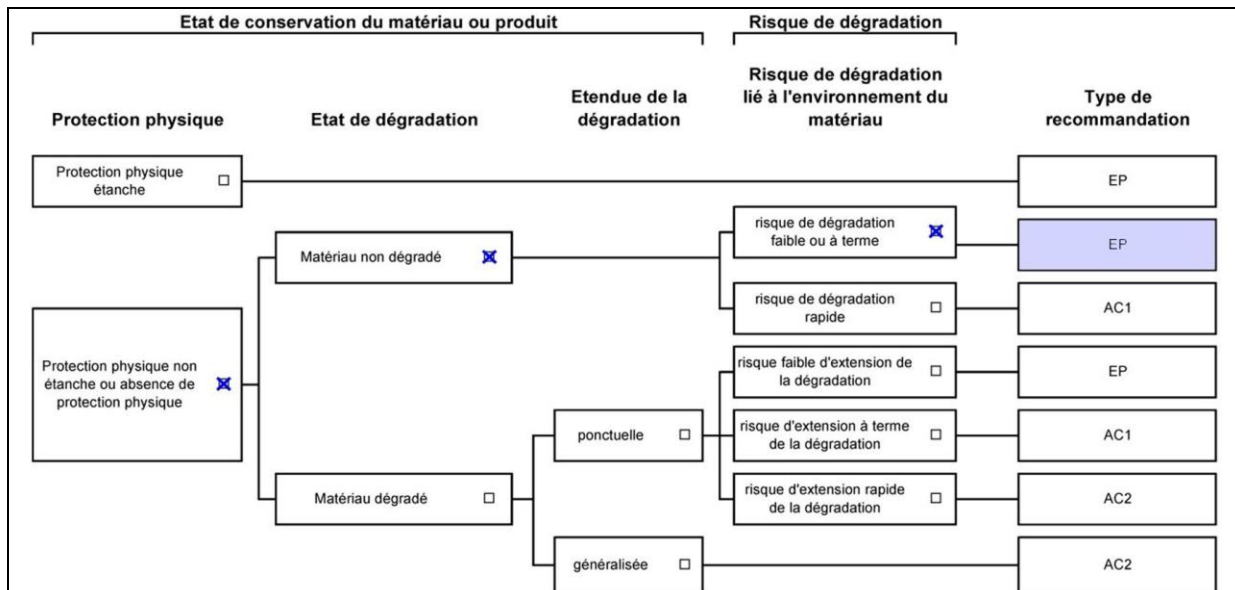 Etat de conservation du matériau ou produit
Risque de dégradation
Protection physique
Etat de dégradation
Etendue de la
dégradation
Risque de dégradation
lié à l'environnement du
matériau
Type de
recommandation
Protection physique
étanche
EP
Matériau non dégradé
risque de dégradation
faible ou à terme
EP
risque de dégradation
rapide
AC1
Protection physique non
étanche ou absence de
protection physique
risque faible d'extension de
la dégradation
EP
ponctuelle
risque d'extension à terme
de la dégradation
AC1
Matériau dégradé
risque d'extension rapide
de la dégradation
AC2
généralisée
AC2